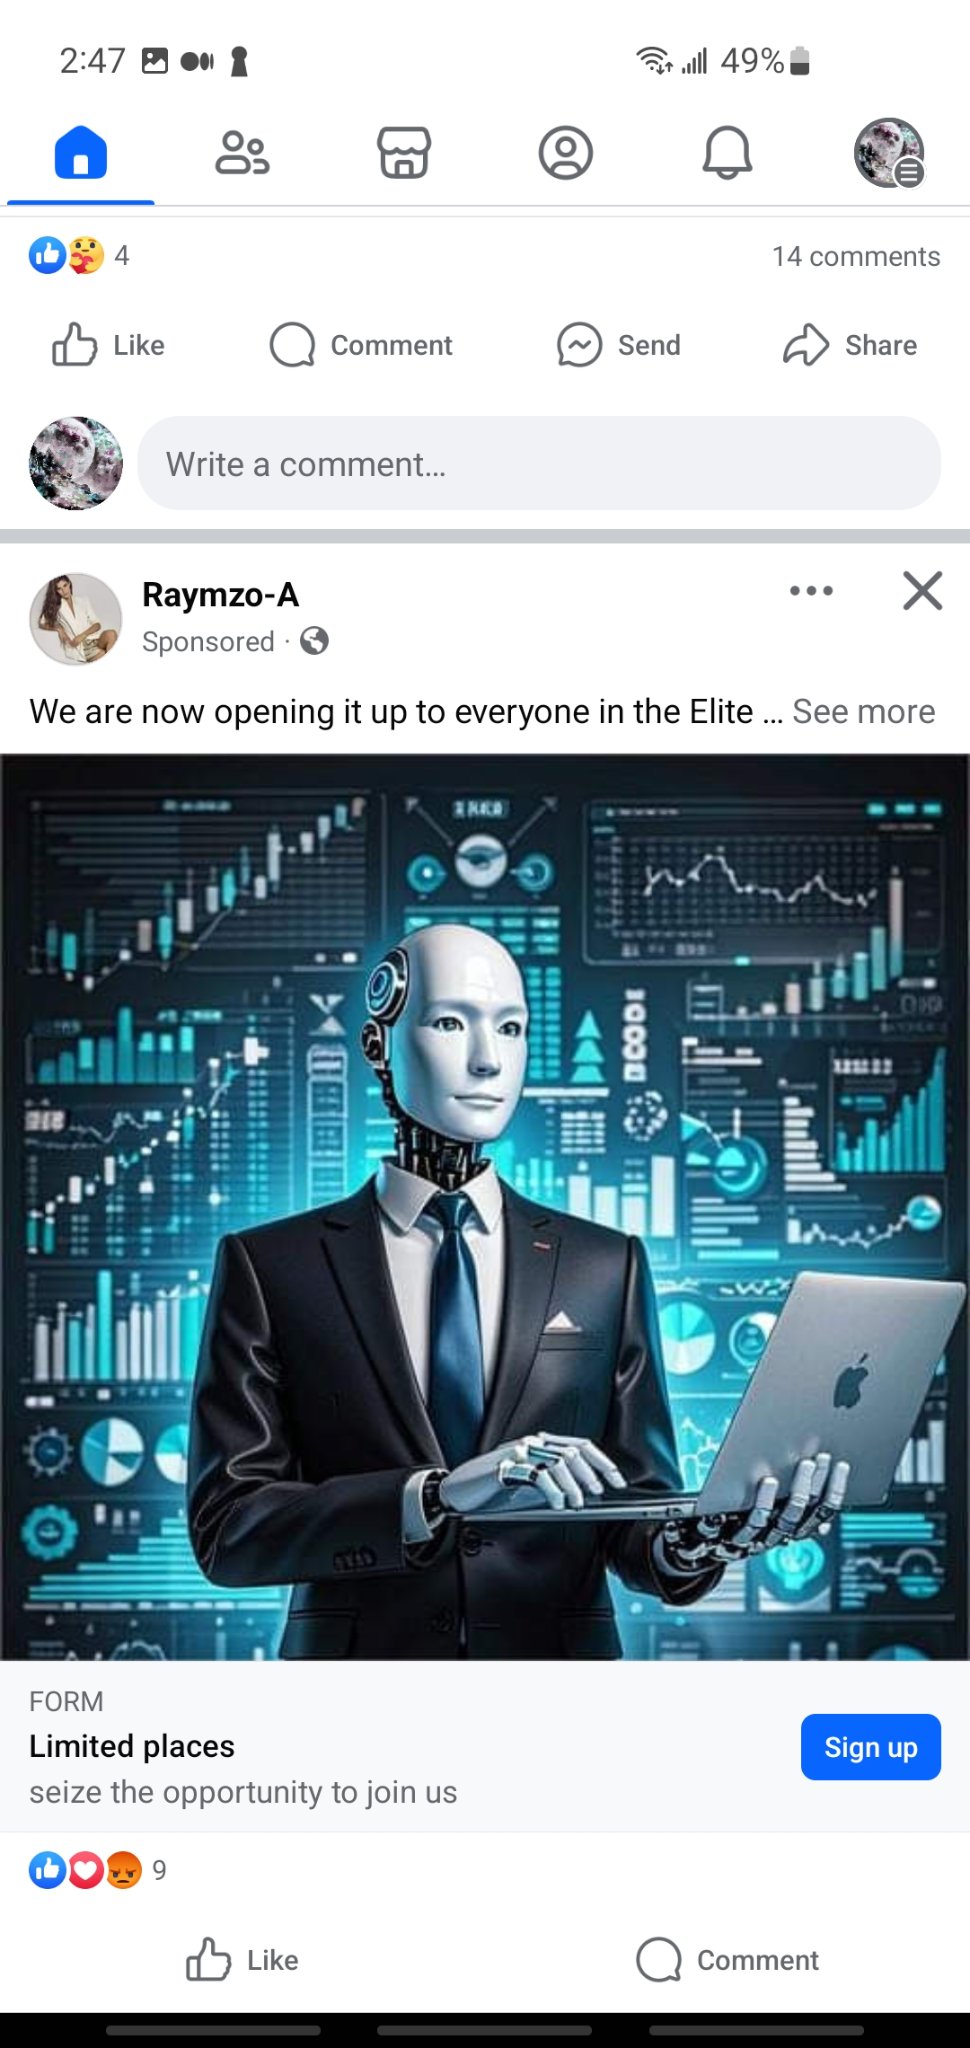 2:47
49%
4
14 comments
Like
Comment
Send
Share
Write a comment...
Raymzo-A
Sponsored ·
We are now opening it up to everyone in the Elite ... See more
FORM
Limited places
seize the opportunity to join us
Sign up
9
Like
Comment